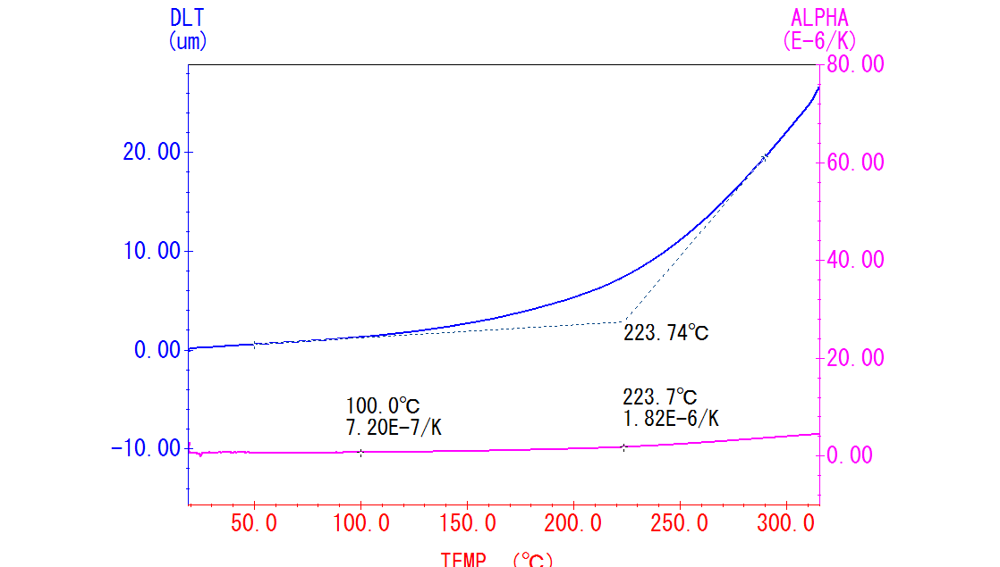 DLT
(um)
ALPHA
(E-6/K)
80.00
20.00
60.00
10.00
40.00
223.74℃
0.00
20.00
223.7℃
1.82E-6/K
100.0℃
7.20E-7/K
-10.00
0.00
50.0 100.0 150.0 200.0 250.0 300.0
TEMP (℃)